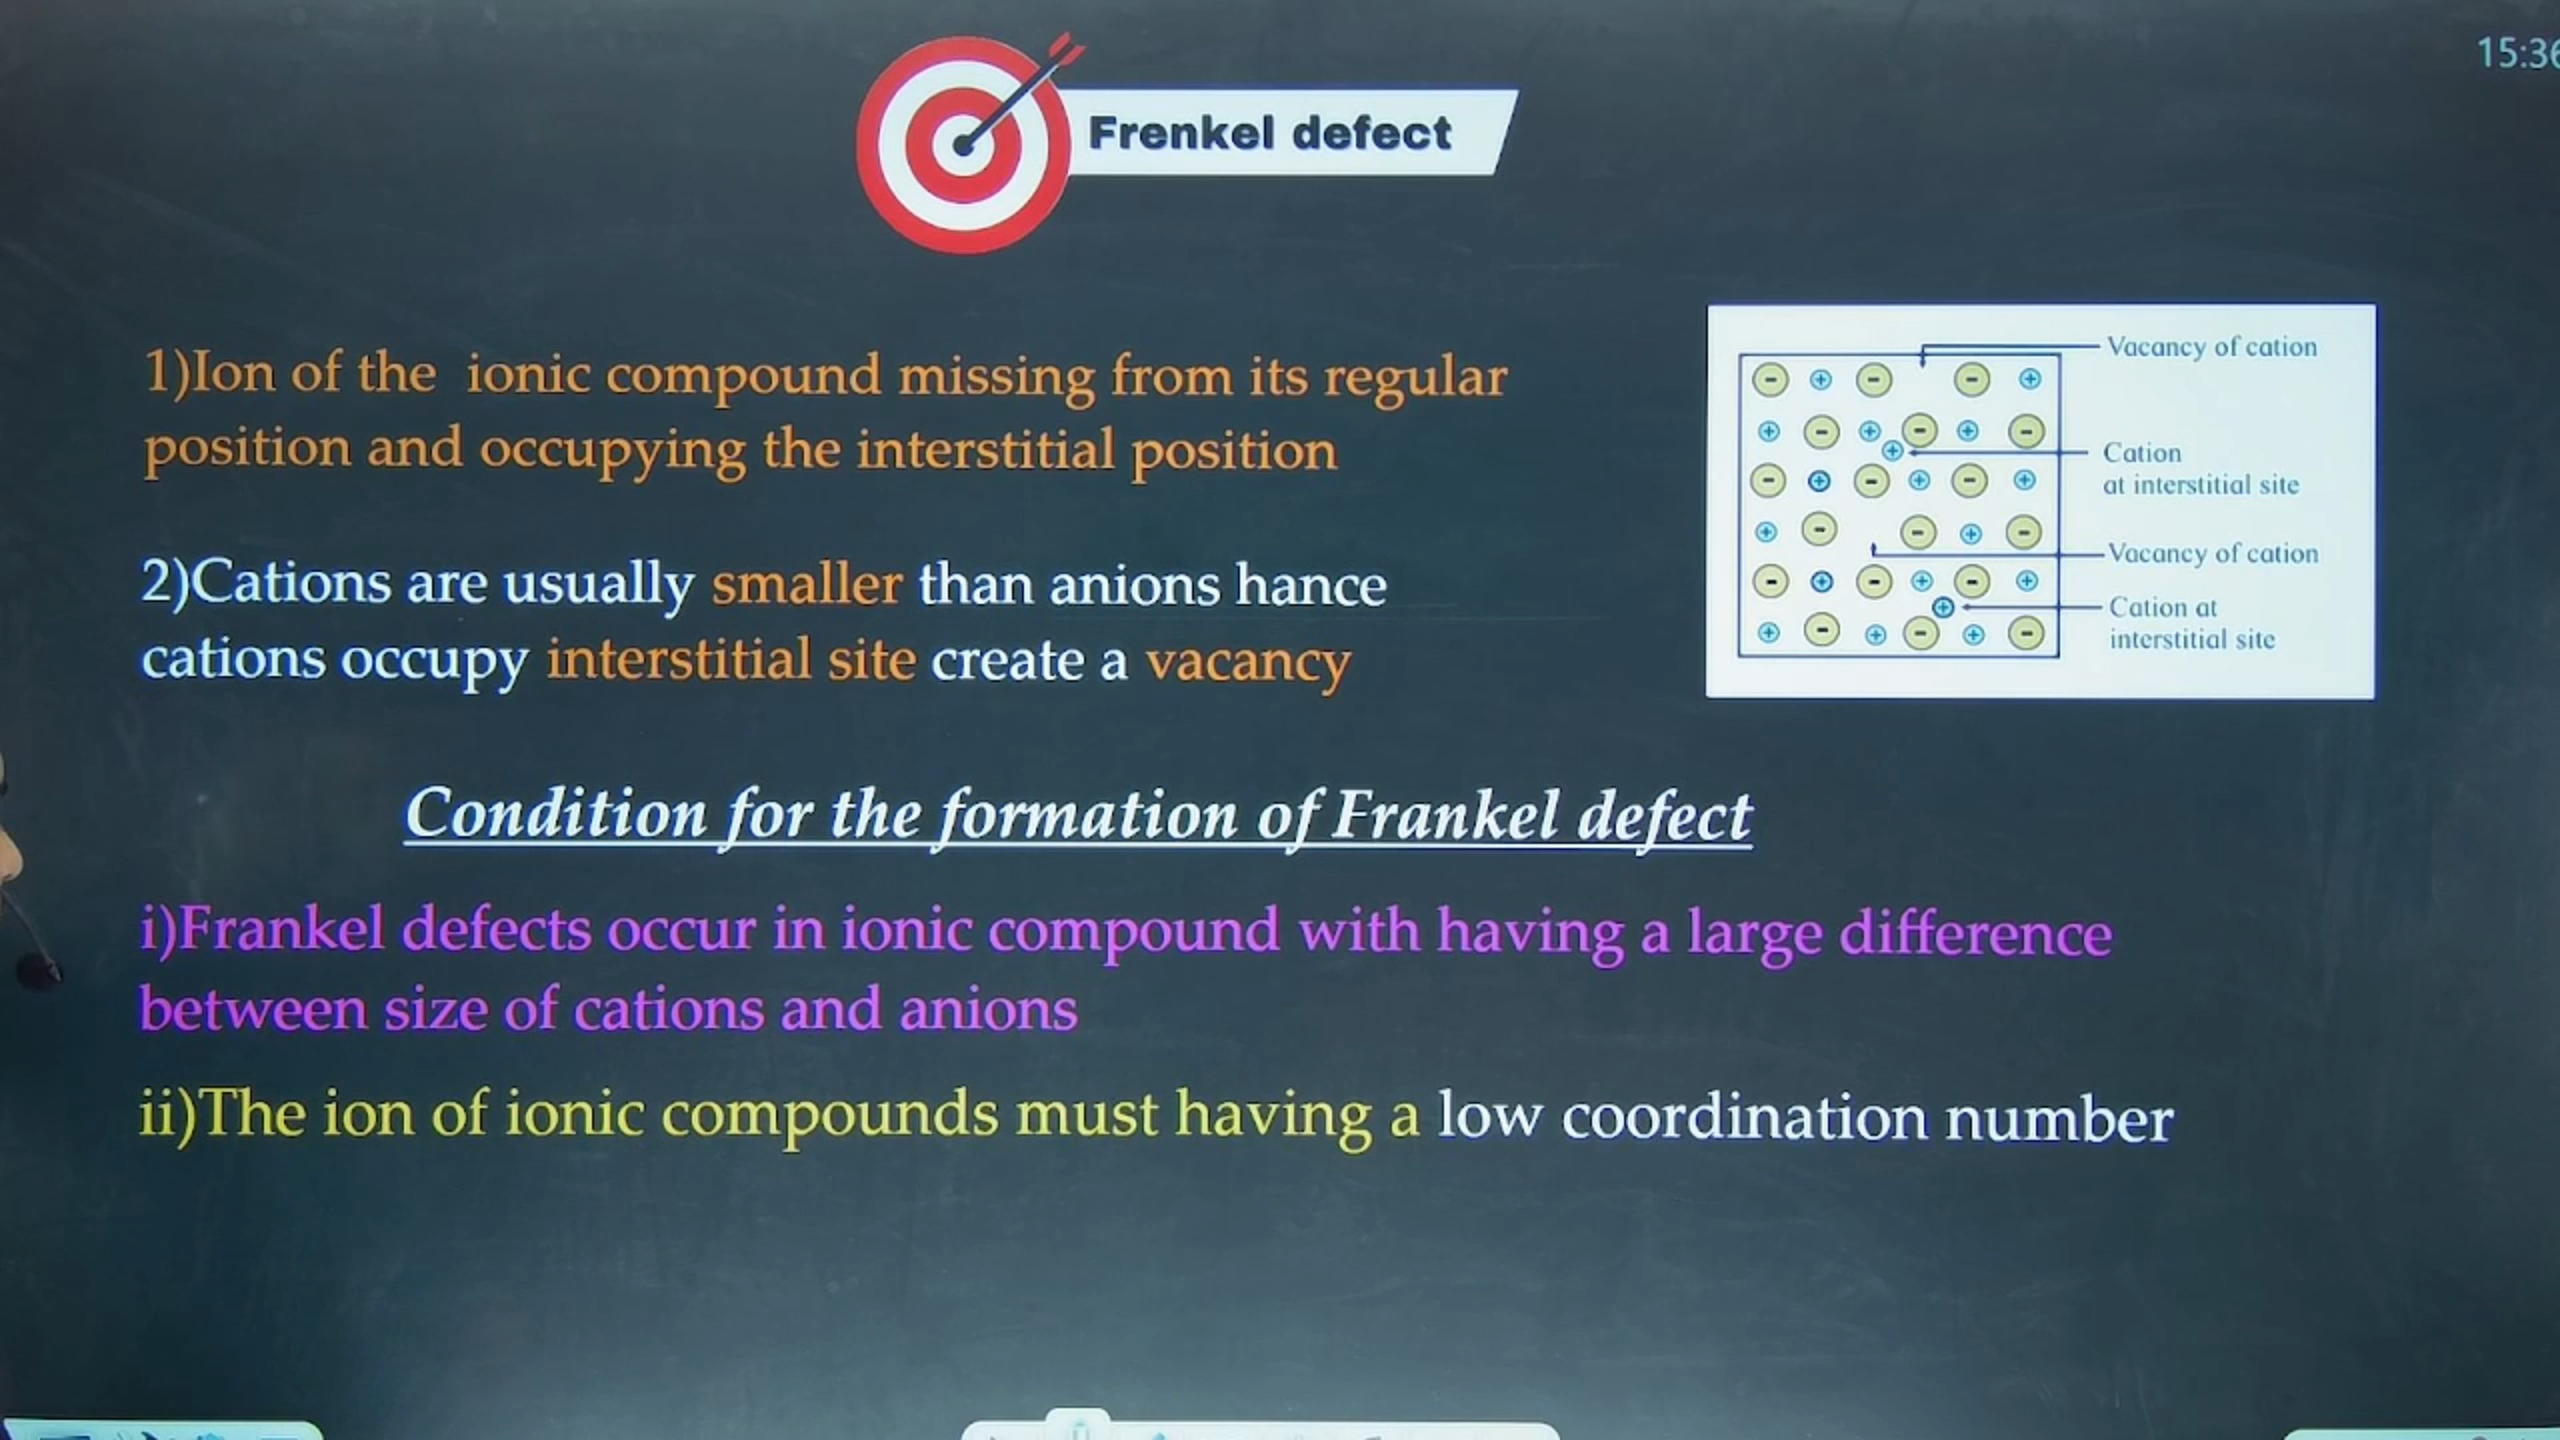 15:36
Frenkel defect
1)Ion of the ionic compound missing from its regular
position and occupying the interstitial position
2)Cations are usually smaller than anions hance
cations occupy interstitial site create a vacancy
Vacancy of cation
Cation
at interstitial site
Vacancy of cation
Cation at
interstitial site
Condition for the formation of Frankel defect
i)Frankel defects occur in ionic compound with having a large difference
between size of cations and anions
ii)The ion of ionic compounds must having a low coordination number